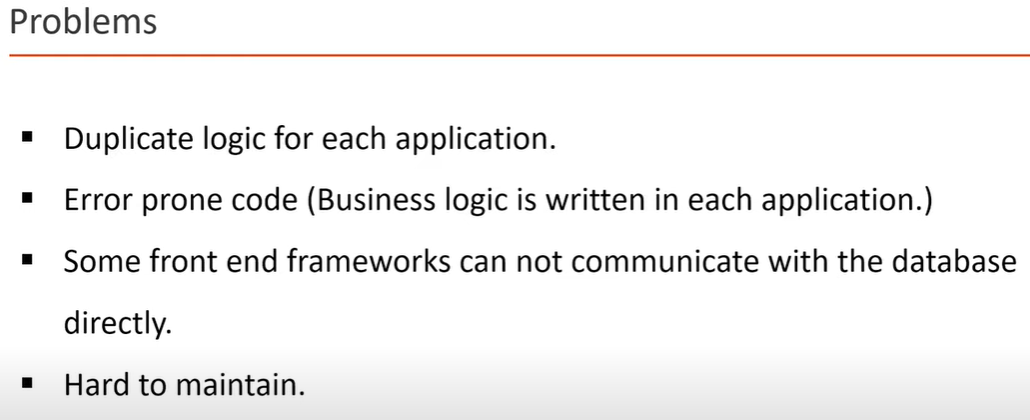 Problems
▪ Duplicate logic for each application.
▪ Error prone code (Business logic is written in each application.)
▪ Some front end frameworks can not communicate with the database
directly.
▪ Hard to maintain.